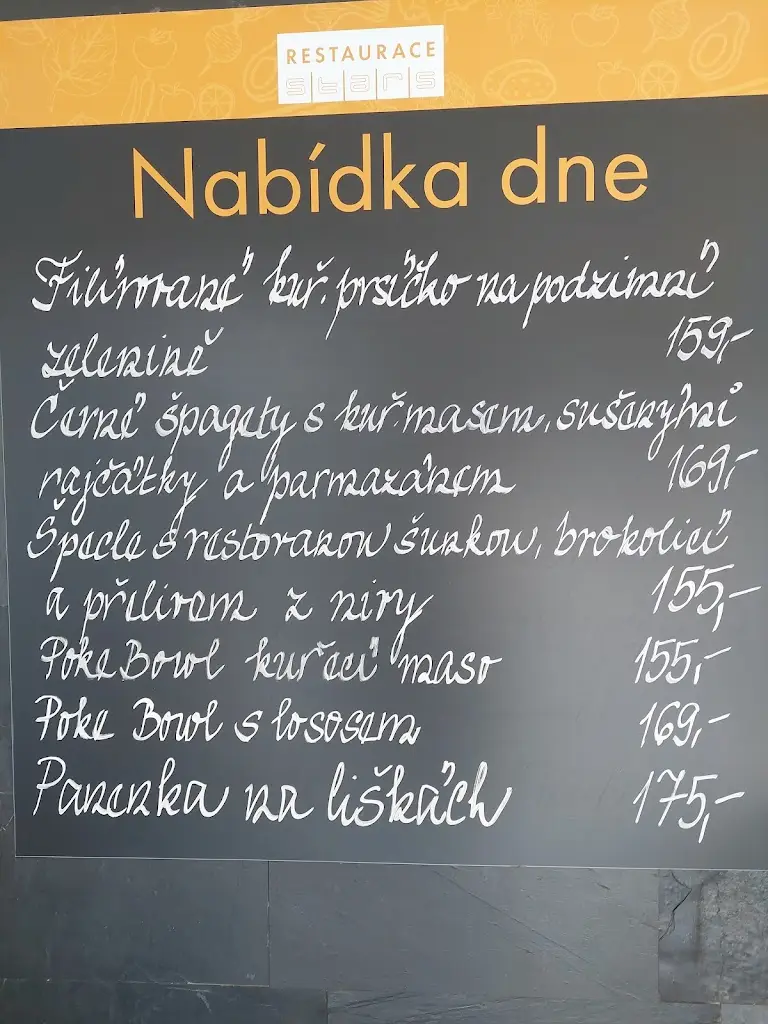 RESTAURACE
stars
Nabídka dne
Filírované kuř. prsíčko na podzimní
zelenině 159,-
Černé špagety s kuř. masem, sušenými
rajčátky a parmazánem 169,-
Špecle s restovanou šunkou, brokolicí
a přelivem z nivy 155,-
Poke Bowl kuřecí maso 155,-
Poke Bowl s lososem 169,-
Panenka na liškách 175,-